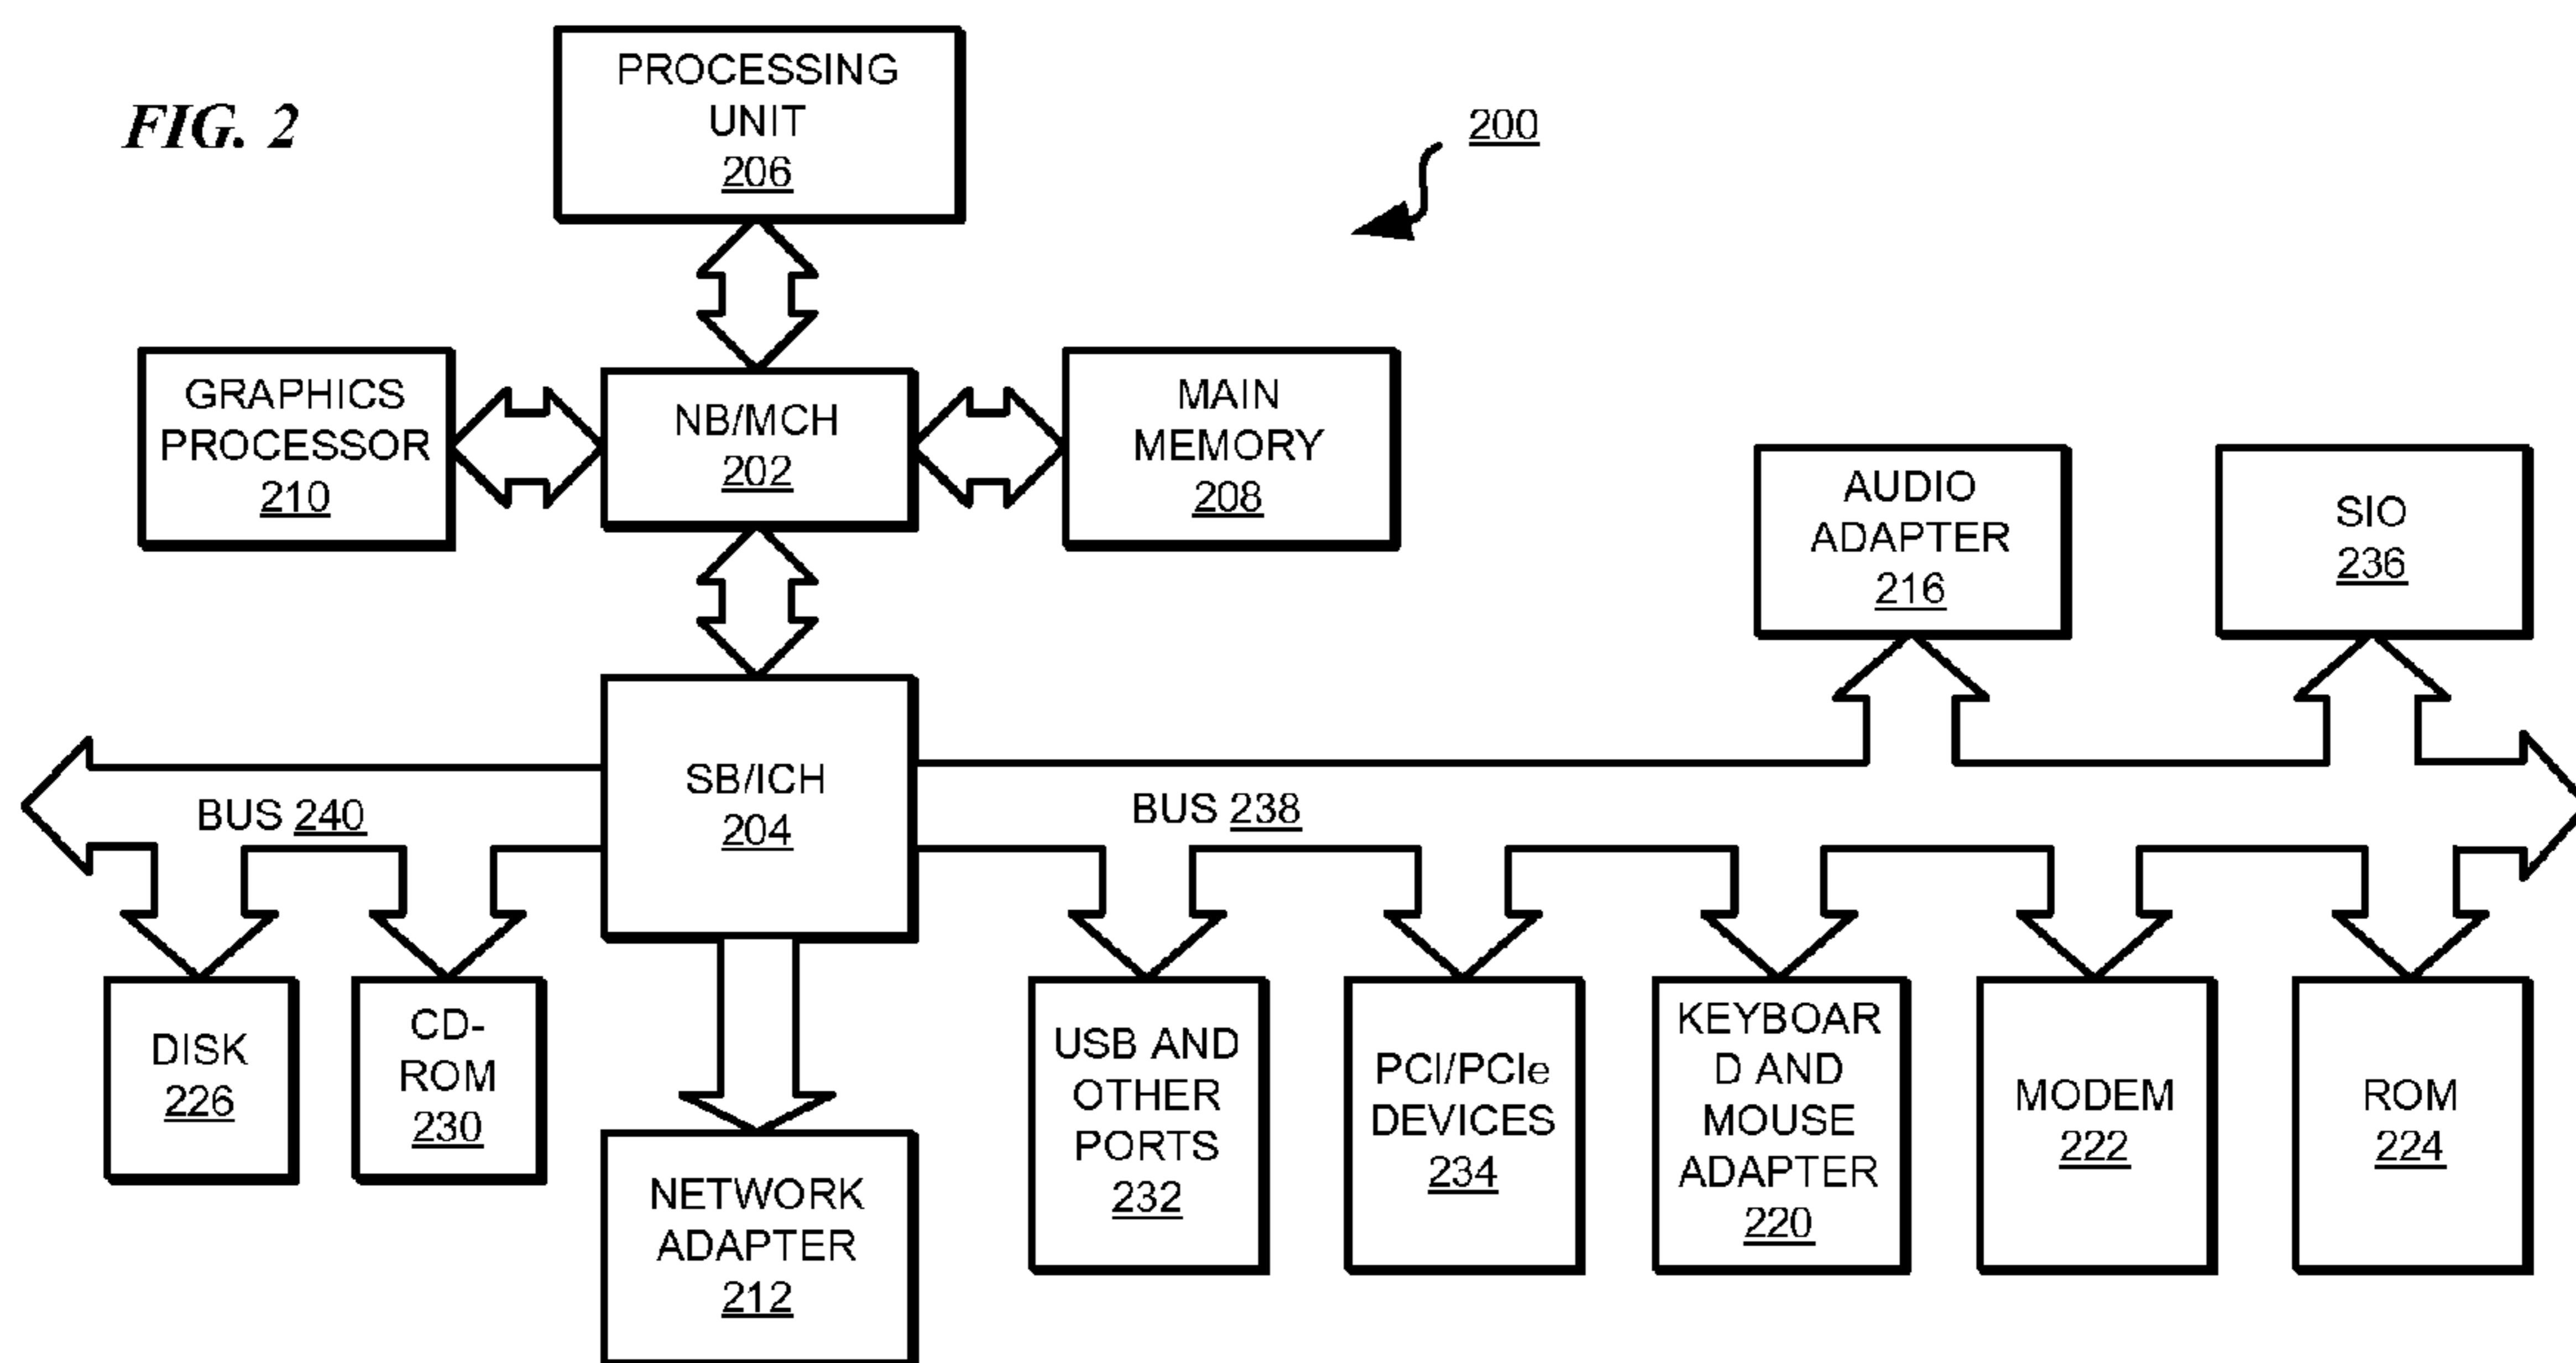 FIG. 2
PROCESSING
UNIT
206
200
GRAPHICS
PROCESSOR
210
NB/MCH
202
MAIN
MEMORY
208
AUDIO
ADAPTER
216
SIO
236
SB/ICH
204
BUS 240
BUS 238
DISK
226
CD-
ROM
230
NETWORK
ADAPTER
212
USB AND
OTHER
PORTS
232
PCI/PCIe
DEVICES
234
KEYBOAR
D AND
MOUSE
ADAPTER
220
MODEM
222
ROM
224